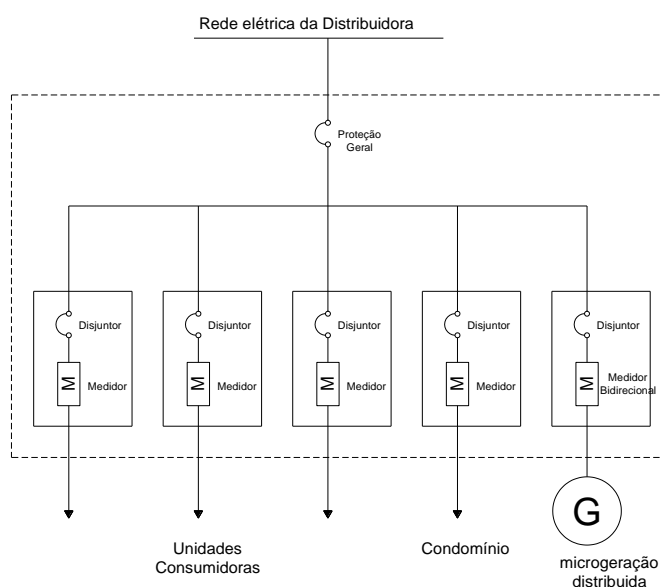 Rede elétrica da Distribuidora
Proteção
Geral
Disjuntor
Disjuntor
Disjuntor
Disjuntor
Disjuntor
M
Medidor
M
Medidor
M
Medidor
M
Medidor
M
Medidor
Bidirecional
G
Unidades
Consumidoras
Condomínio
microgeração
distribuida